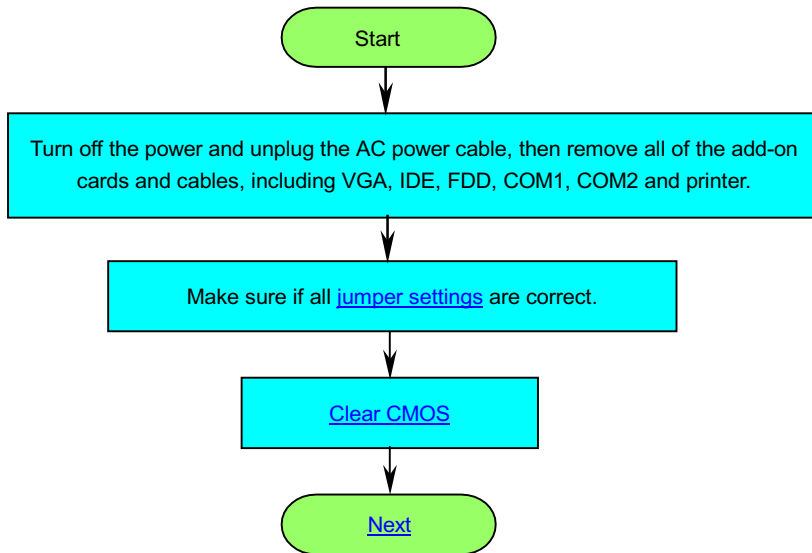 Start
Turn off the power and unplug the AC power cable, then remove all of the add-on
cards and cables, including VGA, IDE, FDD, COM1, COM2 and printer.
Make sure if all jumper settings are correct.
Clear CMOS
Next